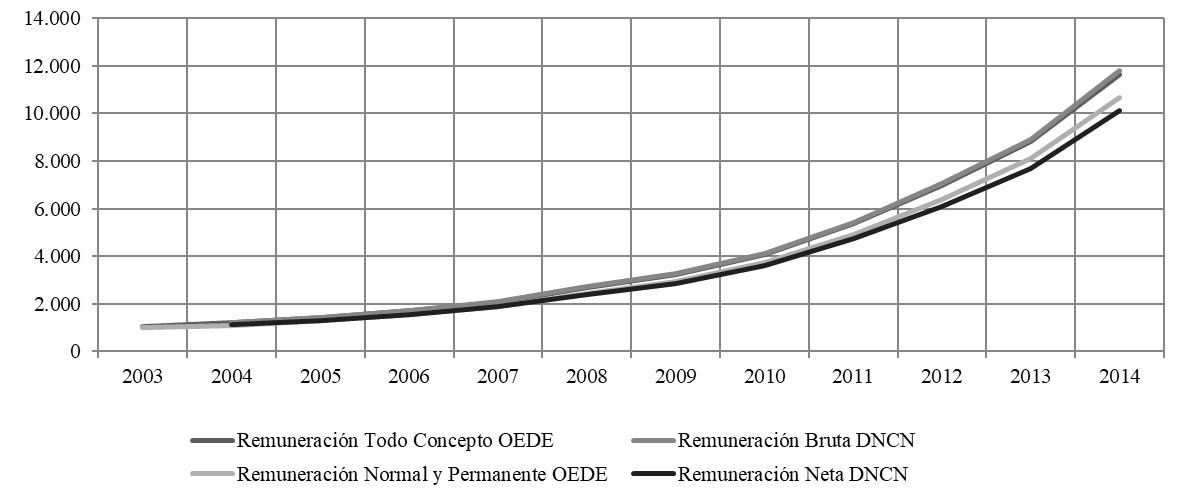 14.000
12.000
10.000
8.000
6.000
4.000
2.000
0
2003 2004 2005 2006 2007 2008 2009 2010 2011 2012 2013 2014
Remuneración Todo Concepto OEDE Remuneración Bruta DNCN
Remuneración Normal y Permanente OEDE Remuneración Neta DNCN